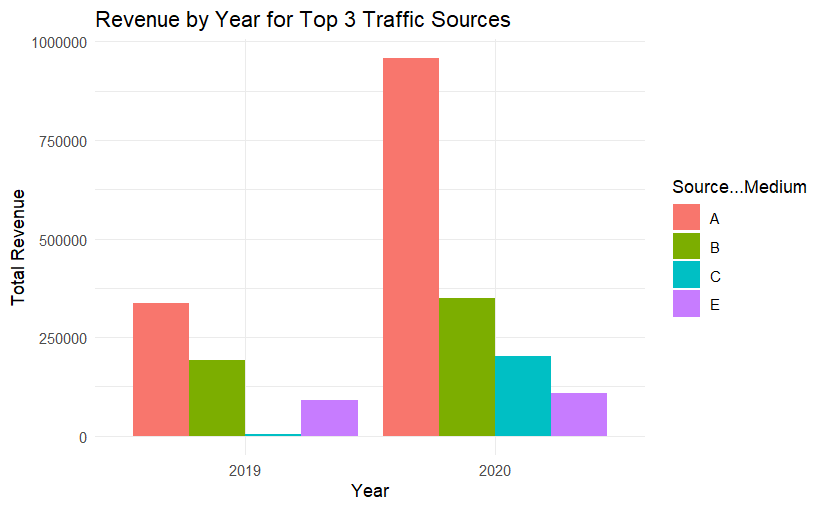 Revenue by Year for Top 3 Traffic Sources
1000000
750000
500000
250000
0
Total Revenue
2019
2020
Year
Source...Medium
A
B
C
E